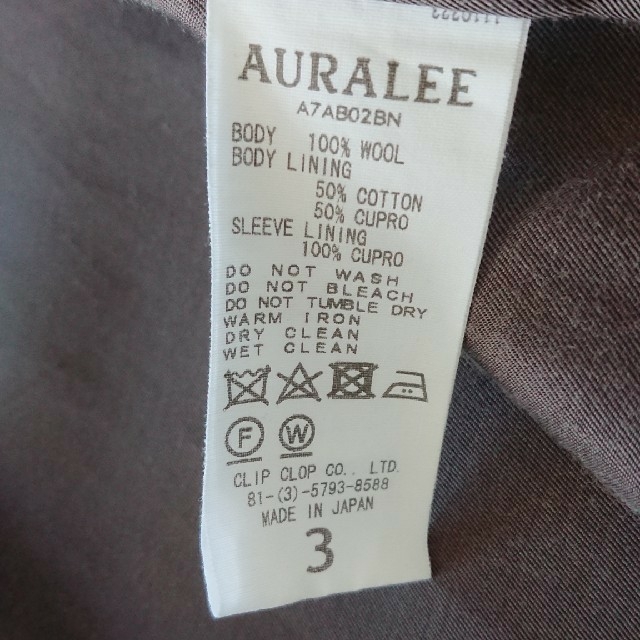 1110223
AURALEE
A7AB02BN
BODY 100% WOOL
BODY LINING
50% COTTON
50% CUPRO
SLEEVE LINING
100% CUPRO
DO NOT WASH
DO NOT BLEACH
DO NOT TUMBLE DRY
WARM IRON
DRY CLEAN
WET CLEAN
F W
CLIP CLOP CO., LTD.
81-(3)-5793-8588
MADE IN JAPAN
3